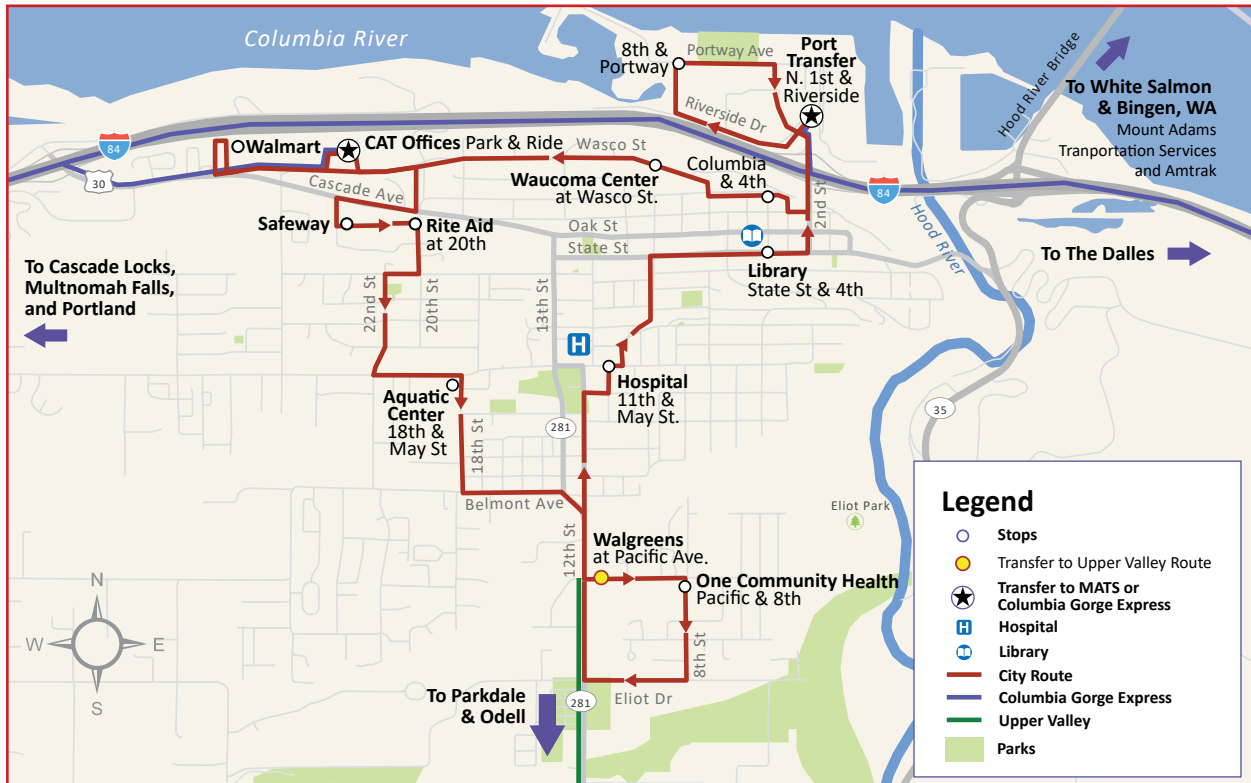 Columbia River
8th &
Portway
Portway Ave
Port
Transfer
N. 1st &
Riverside
Riverside Dr
Hood River Bridge
To White Salmon
& Bingen, WA
Mount Adams
Tranportation Services
and Amtrak
84
Walmart
CAT Offices Park & Ride
Wasco St
Columbia
& 4th
Waucoma Center
at Wasco St.
30
Cascade Ave
2nd St
84
Hood River
Safeway
Rite Aid
at 20th
Oak St
State St
Library
State St & 4th
To The Dalles
To Cascade Locks,
Multnomah Falls,
and Portland
22nd St
20th St
13th St
H
Hospital
11th &
May St.
Aquatic
Center
18th &
May St
18th St
281
35
Belmont Ave
Eliot Park
12th St
Walgreens
at Pacific Ave.
One Community Health
Pacific & 8th
8th St
N
W
E
S
To Parkdale
& Odell
281
Eliot Dr
Legend
Stops
Transfer to Upper Valley Route
Transfer to MATS or
Columbia Gorge Express
H
Hospital
Library
City Route
Columbia Gorge Express
Upper Valley
Parks